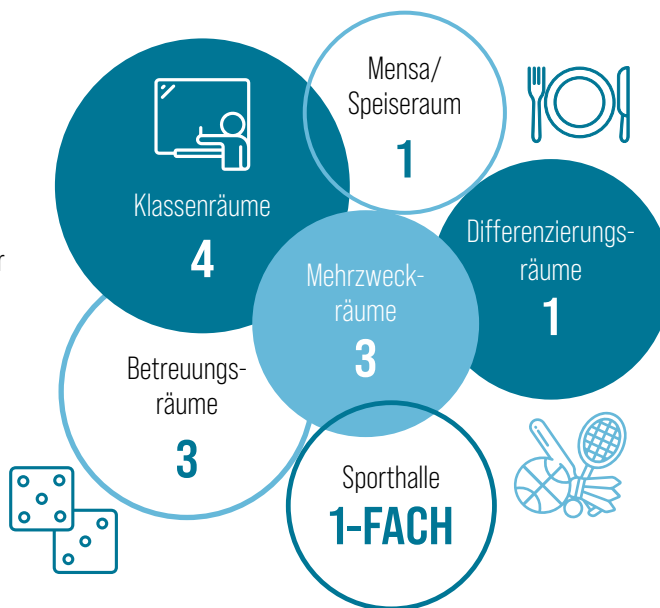 Mensa/
Speiseraum
1
Klassenräume
4
Differenzierungs-
räume
1
r
Mehrzweck-
räume
3
Betreuungs-
räume
3
Sporthalle
1-FACH